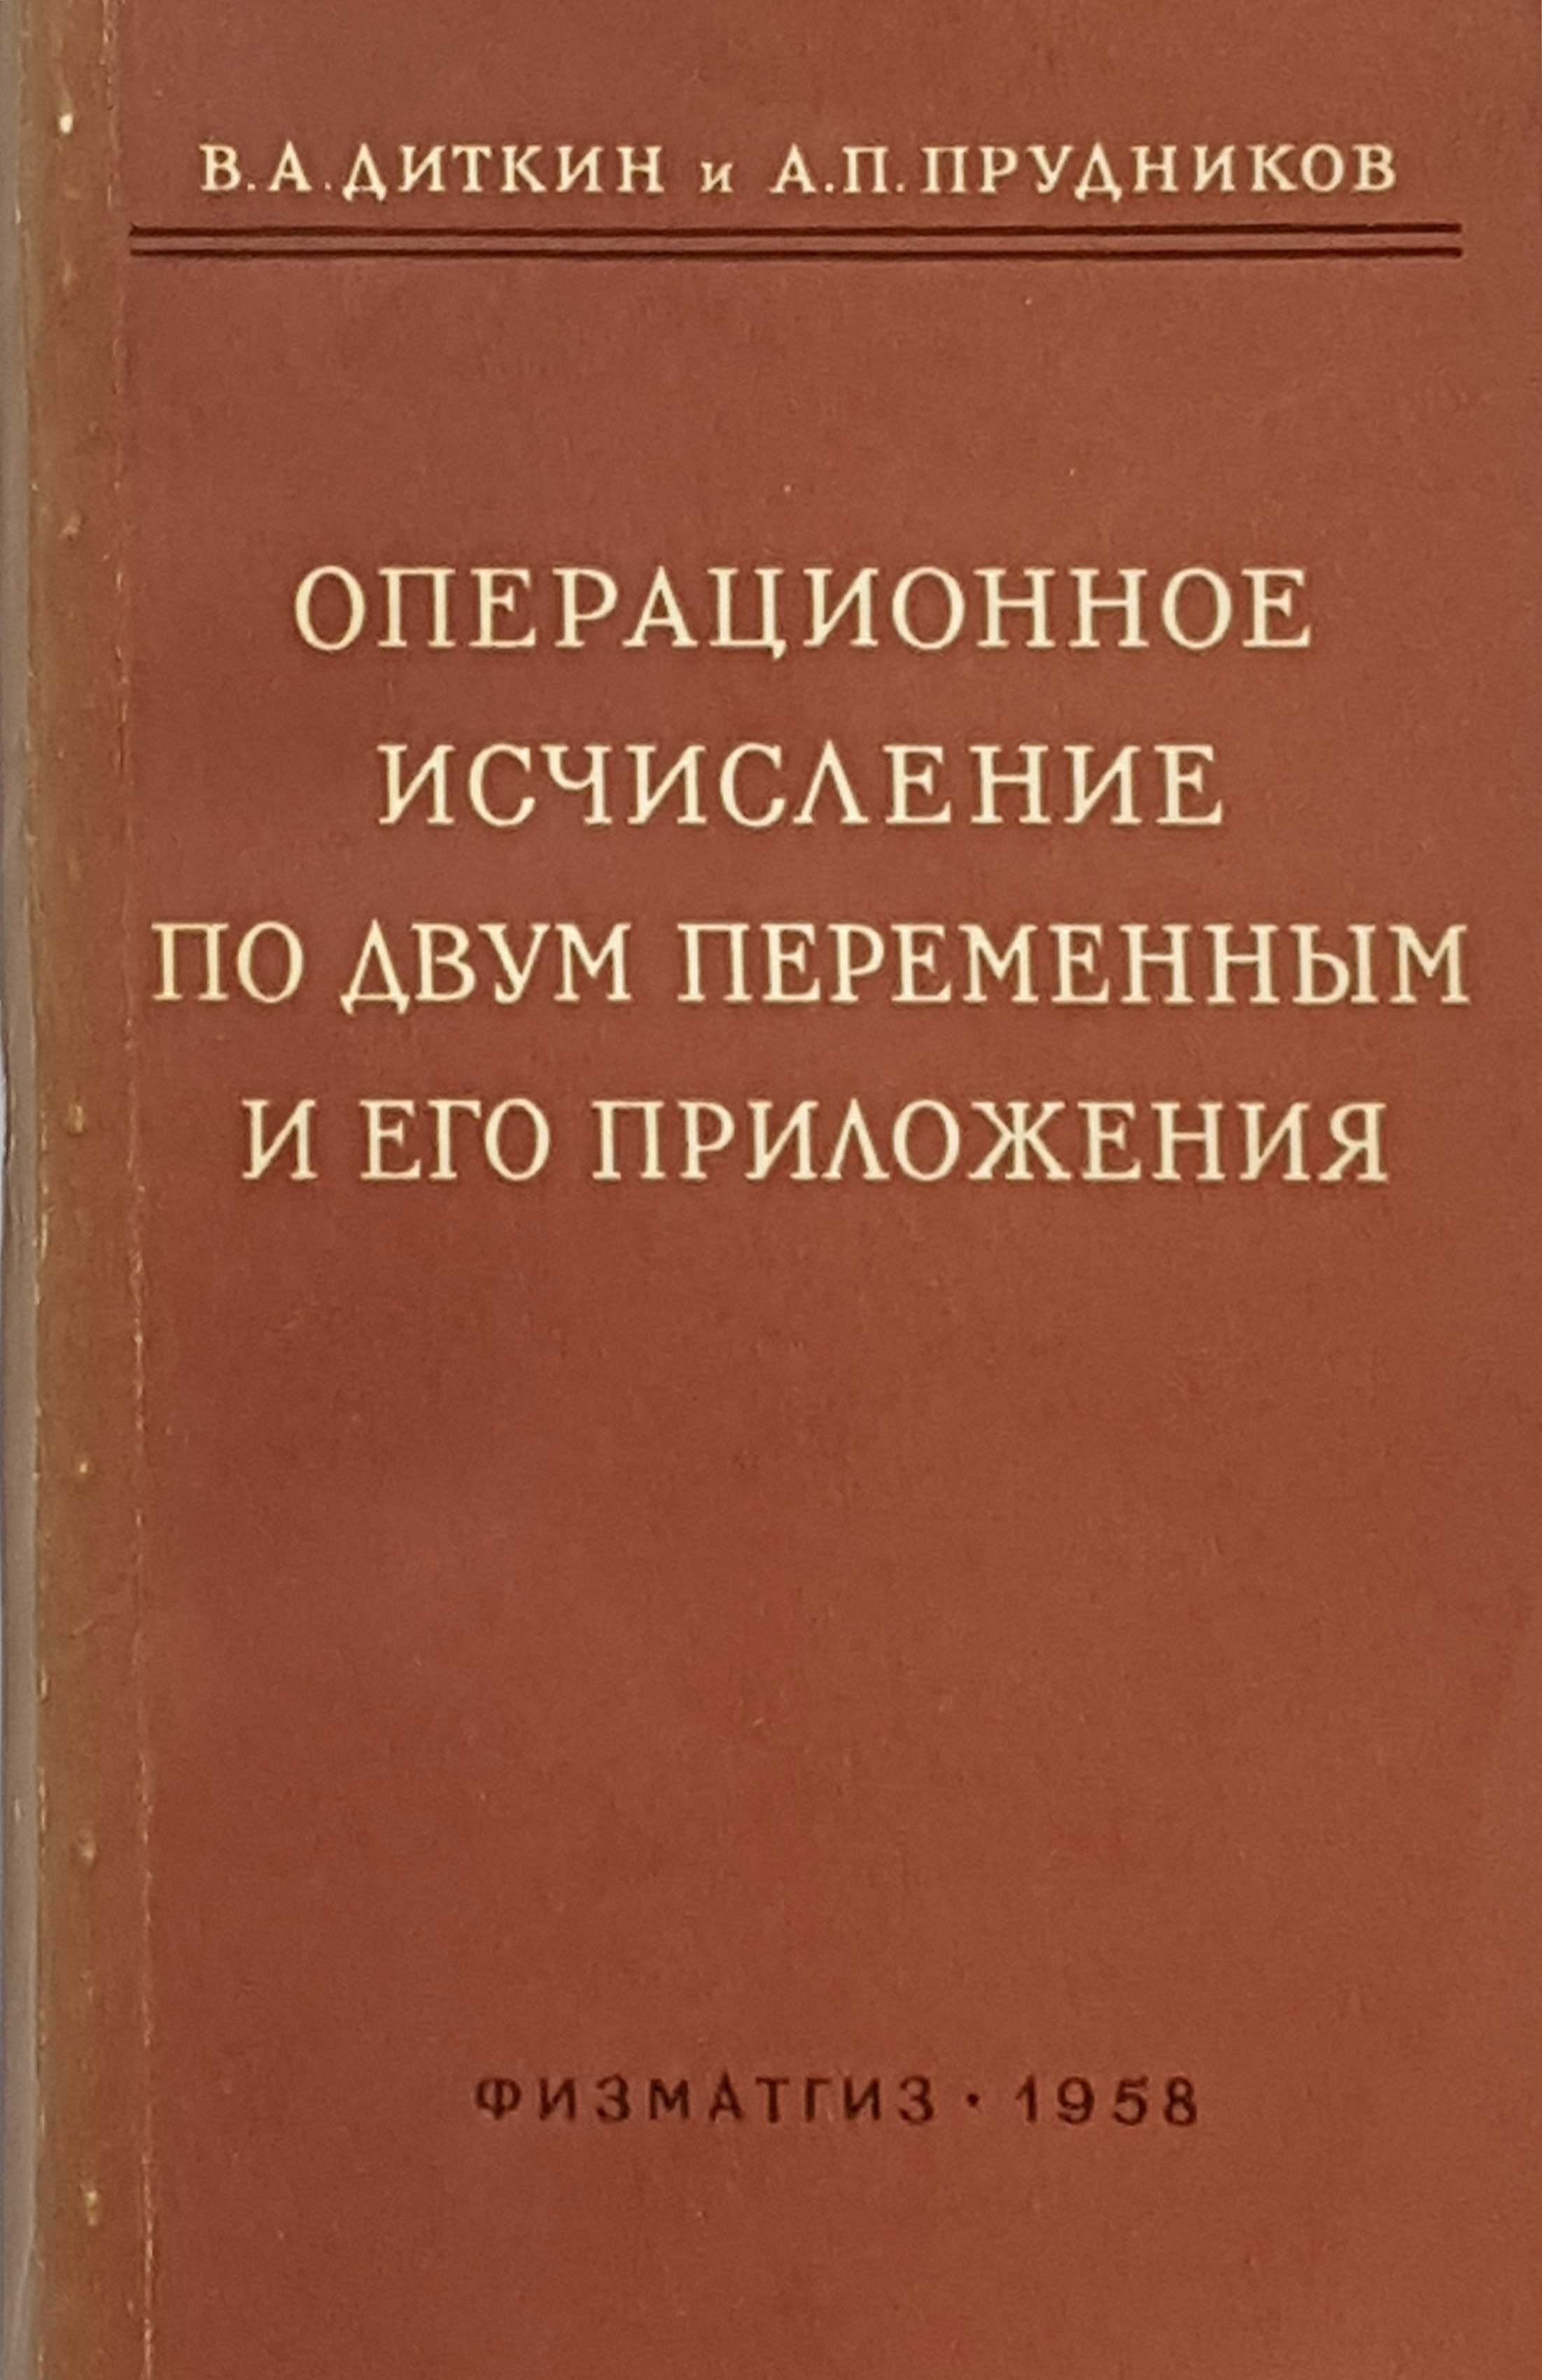 В. А. ДИТКИН и А. П. ПРУДНИКОВ
ОПЕРАЦИОННОЕ
ИСЧИСЛЕНИЕ
ПО ДВУМ ПЕРЕМЕННЫМ
И ЕГО ПРИЛОЖЕНИЯ
ФИЗМАТГИЗ · 1958